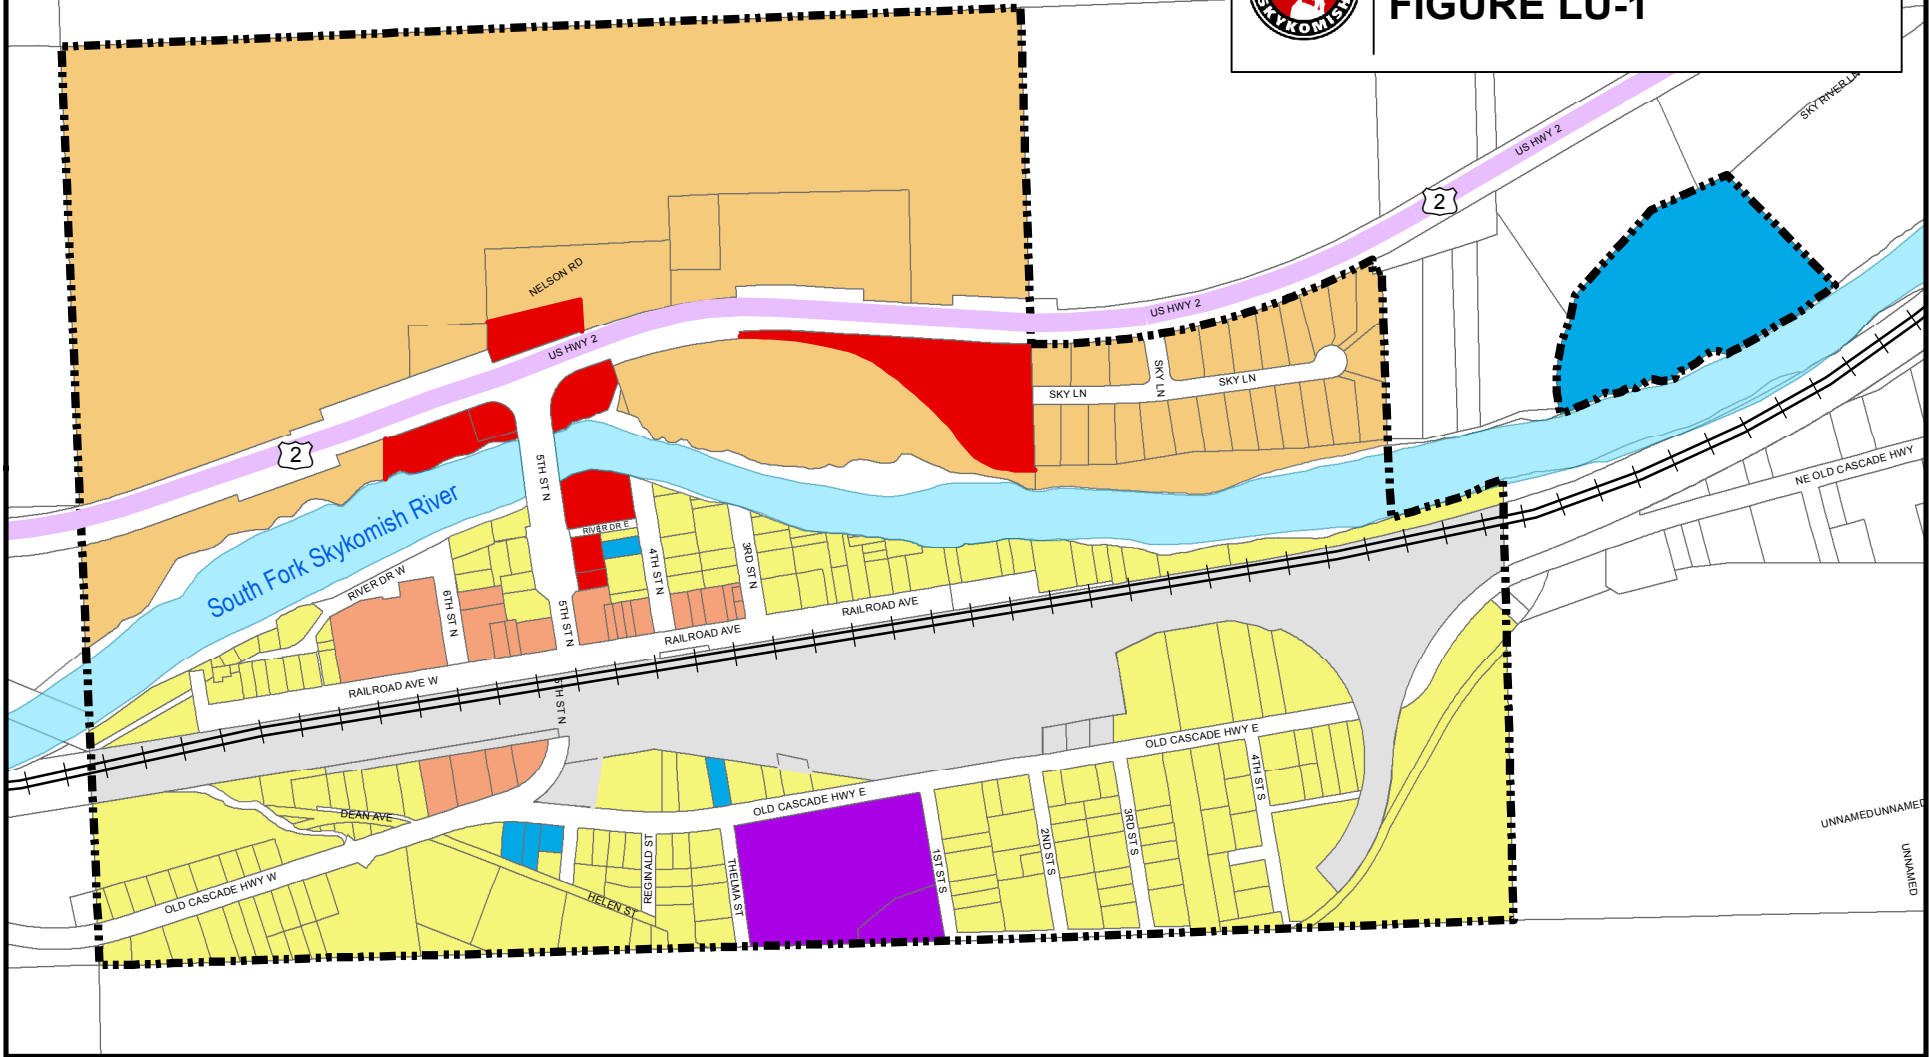 SKYKOMISH
FIGURE LU-1
SKY RIVER LN
US HWY 2
2
NELSON RD
US HWY 2
US HWY 2
SKY LN
SKY LN
SKY LN
2
5TH ST N
NE OLD CASCADE HWY
South Fork Skykomish River
RIVER DR E
RIVER DR W
4TH ST N
3RD ST N
6TH ST N
5TH ST N
RAILROAD AVE
RAILROAD AVE
RAILROAD AVE W
5TH ST N
OLD CASCADE HWY E
4TH ST S
OLD CASCADE HWY E
DEAN AVE
UNNAMED
UNNAMED
2ND ST S
3RD ST S
REGINALD ST
THELMA ST
1ST ST S
UNNAMED
OLD CASCADE HWY W
HELEN ST